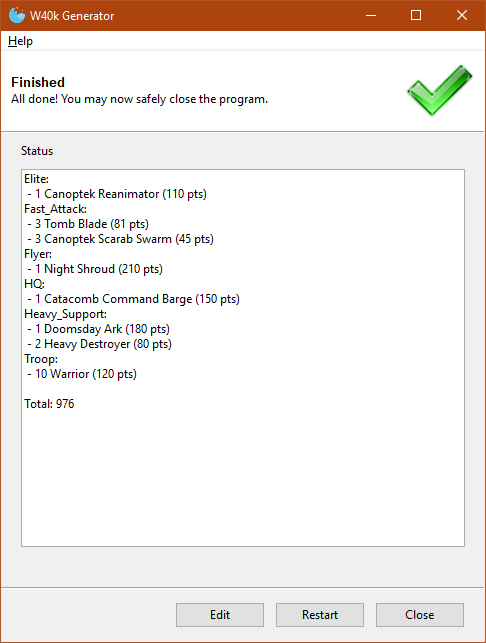 W40k Generator
Help
Finished
All done! You may now safely close the program.
Status
Elite:
- 1 Canoptek Reanimator (110 pts)
Fast_Attack:
- 3 Tomb Blade (81 pts)
- 3 Canoptek Scarab Swarm (45 pts)
Flyer:
- 1 Night Shroud (210 pts)
HQ:
- 1 Catacomb Command Barge (150 pts)
Heavy_Support:
- 1 Doomsday Ark (180 pts)
- 2 Heavy Destroyer (80 pts)
Troop:
- 10 Warrior (120 pts)
Total: 976
Edit Restart Close